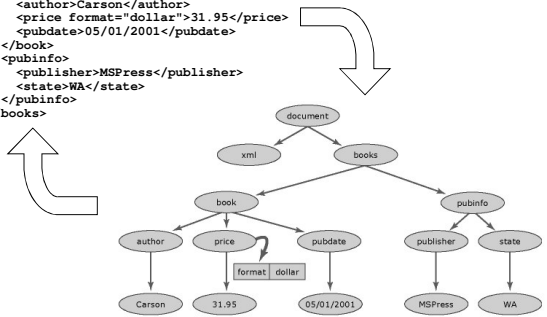 <author>Carson</author>
<price format="dollar">31.95</price>
<pubdate>05/01/2001</pubdate>
</book>
<pubinfo>
<publisher>MSPress</publisher>
<state>WA</state>
</pubinfo>
books>
document
xml books
book pubinfo
author price pubdate publisher state
format dollar
Carson 31.95 05/01/2001 MSPress WA